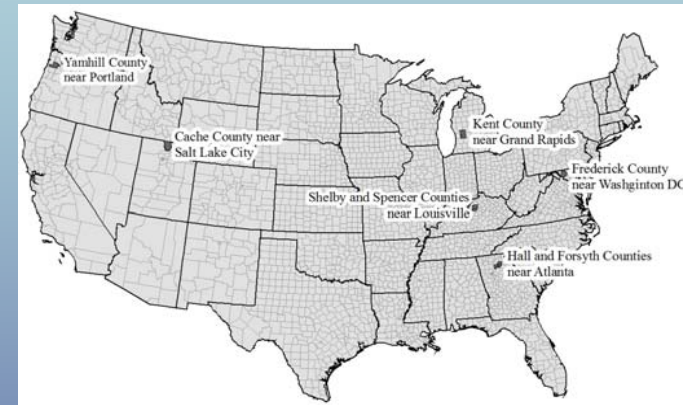 Yamhill County
near Portland
Cache County near
Salt Lake City
Kent County
near Grand Rapids
Frederick County
near Washginton DC
Shelby and Spencer Counties
near Louisville
Hall and Forsyth Counties
near Atlanta